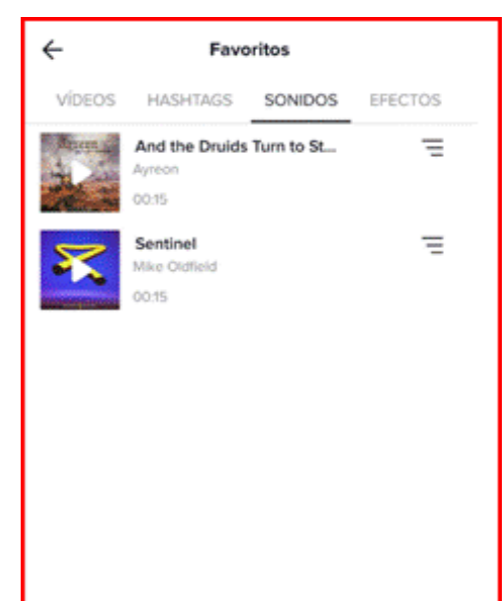 Favoritos
VÍDEOS HASHTAGS SONIDOS EFECTOS
And the Druids Turn to St...
Ayreon
00:15
Sentinel
Mike Oldfield
00:15